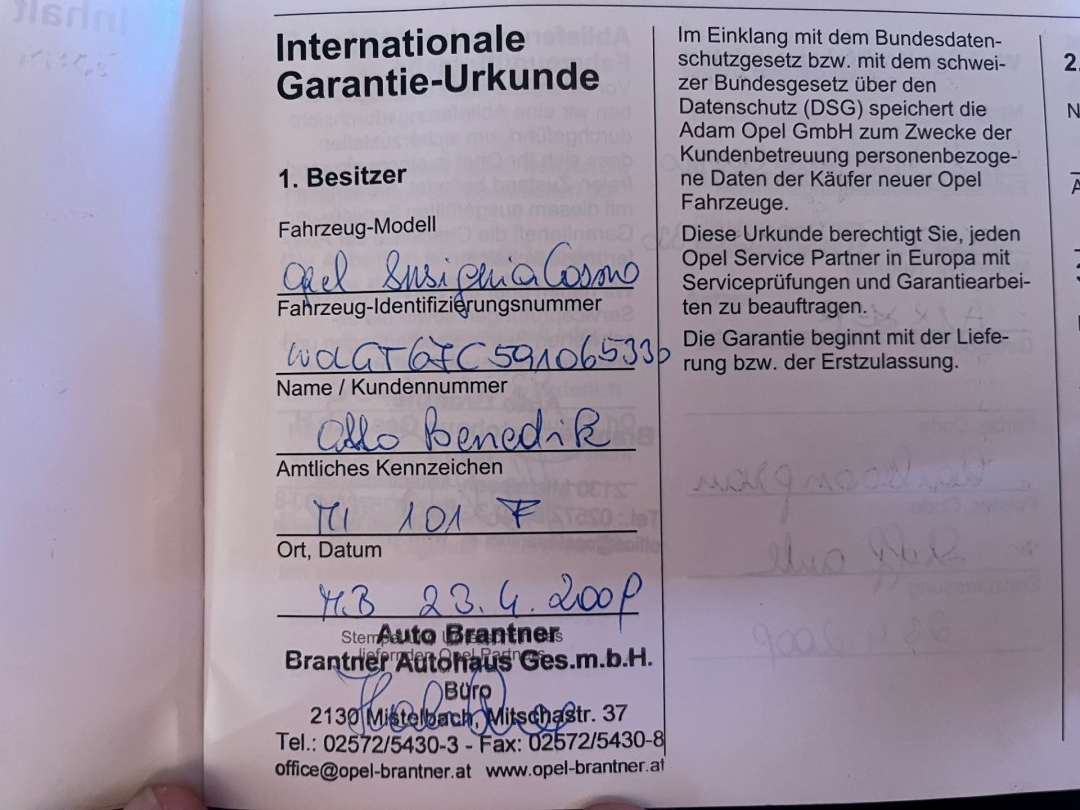 Internationale
Garantie-Urkunde
1. Besitzer
Fahrzeug-Modell
Opel Insignia Cosmo
Fahrzeug-Identifizierungsnummer
Name / Kundennummer
Otto Benedik
Amtliches Kennzeichen
MI 101 F
Ort, Datum
M.B 23.4.2009
Auto Brantner
Brantner Autohaus Ges.m.b.H.
Büro
2130 Mistelbach, Mitschastr. 37
Tel.: 02572/5430-3 - Fax: 02572/5430-8
office@opel-brantner.at www.opel-brantner.at
Im Einklang mit dem Bundesdaten-
schutzgesetz bzw. mit dem schwei-
zer Bundesgesetz über den
Datenschutz (DSG) speichert die
Adam Opel GmbH zum Zwecke der
Kundenbetreuung personenbezoge-
ne Daten der Käufer neuer Opel
Fahrzeuge.
Diese Urkunde berechtigt Sie, jeden
Opel Service Partner in Europa mit
Serviceprüfungen und Garantiearbei-
ten zu beauftragen.
Die Garantie beginnt mit der Liefe-
rung bzw. der Erstzulassung.
2.